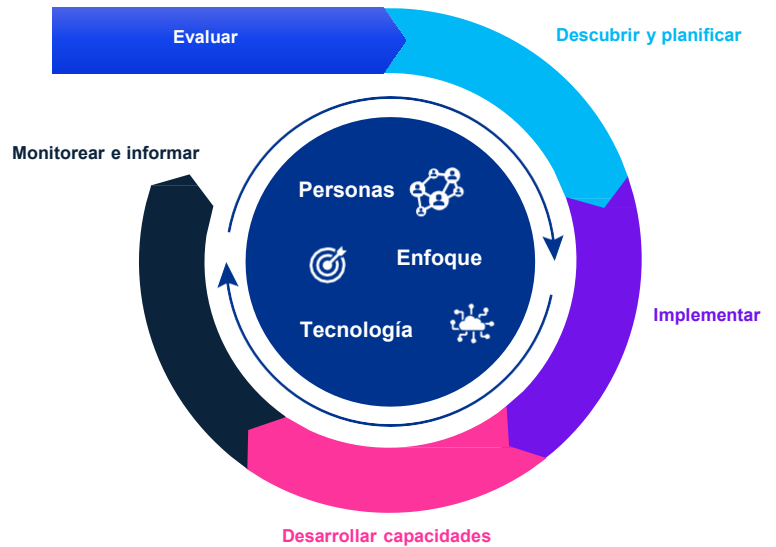 Evaluar
Descubrir y planificar
Monitorear e informar
Personas
Enfoque
Tecnología
Implementar
Desarrollar capacidades